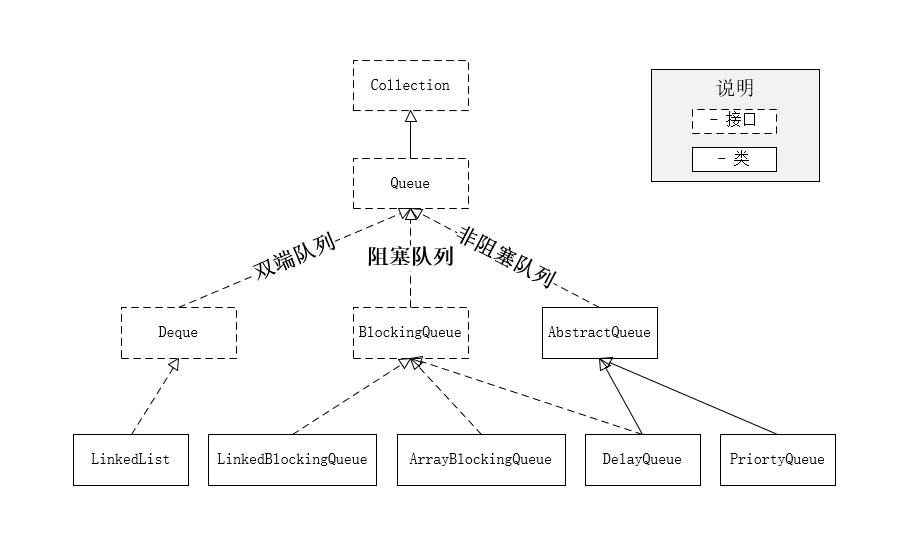 Collection
说明
- 接口
- 类
Queue
双端队列
阻塞队列
非阻塞队列
Deque
BlockingQueue
AbstractQueue
LinkedList
LinkedBlockingQueue
ArrayBlockingQueue
DelayQueue
PriortyQueue